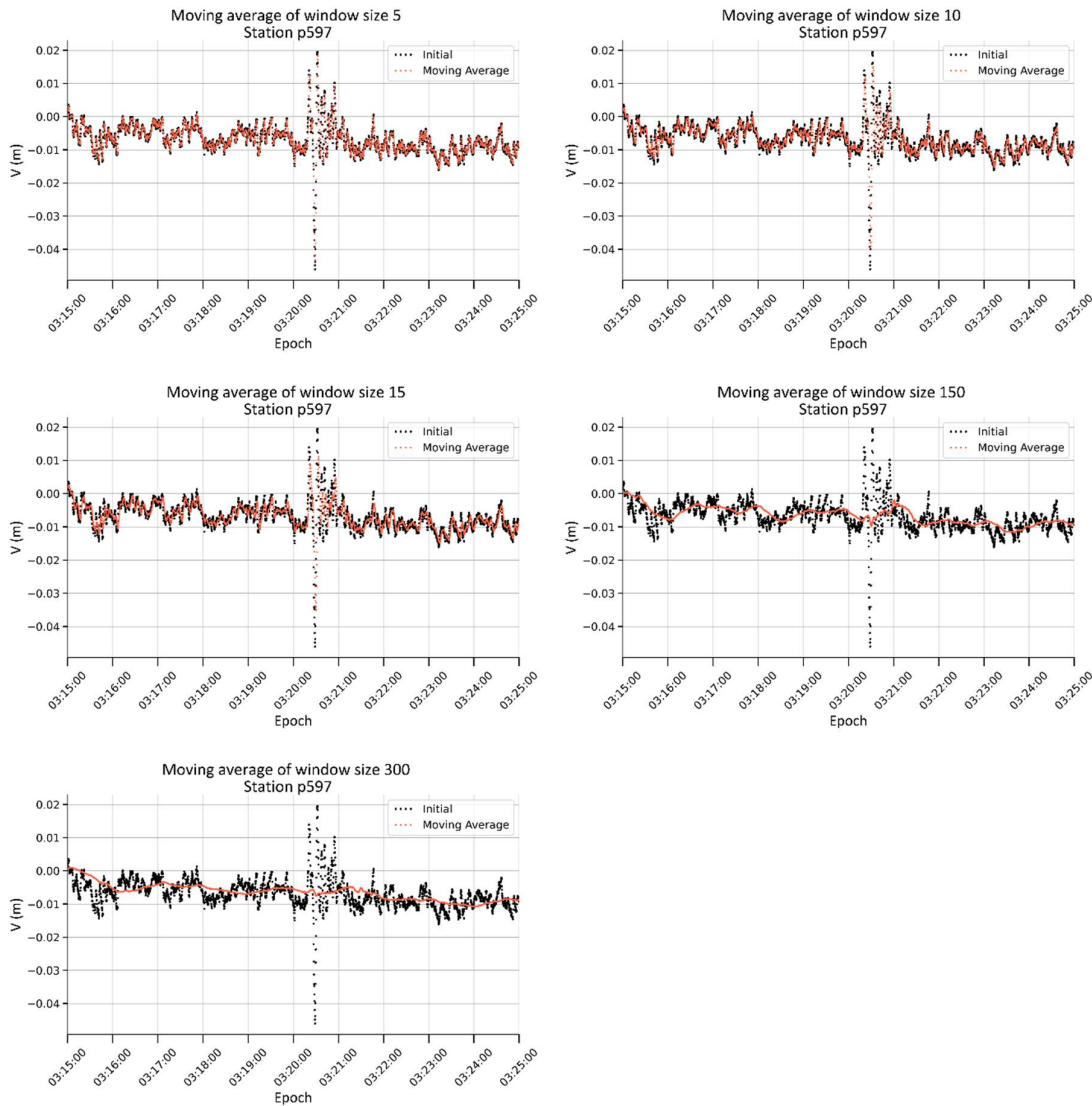 Moving average of window size 5
Station p597
Initial
Moving Average
0.02
0.01
0.00
−0.01
−0.02
−0.03
−0.04
V (m)
03:15:00 03:16:00 03:17:00 03:18:00 03:19:00 03:20:00 03:21:00 03:22:00 03:23:00 03:24:00 03:25:00
Epoch
Moving average of window size 10
Station p597
Initial
Moving Average
0.02
0.01
0.00
−0.01
−0.02
−0.03
−0.04
V (m)
03:15:00 03:16:00 03:17:00 03:18:00 03:19:00 03:20:00 03:21:00 03:22:00 03:23:00 03:24:00 03:25:00
Epoch
Moving average of window size 15
Station p597
Initial
Moving Average
0.02
0.01
0.00
−0.01
−0.02
−0.03
−0.04
V (m)
03:15:00 03:16:00 03:17:00 03:18:00 03:19:00 03:20:00 03:21:00 03:22:00 03:23:00 03:24:00 03:25:00
Epoch
Moving average of window size 150
Station p597
Initial
Moving Average
0.02
0.01
0.00
−0.01
−0.02
−0.03
−0.04
V (m)
03:15:00 03:16:00 03:17:00 03:18:00 03:19:00 03:20:00 03:21:00 03:22:00 03:23:00 03:24:00 03:25:00
Epoch
Moving average of window size 300
Station p597
Initial
Moving Average
0.02
0.01
0.00
−0.01
−0.02
−0.03
−0.04
V (m)
03:15:00 03:16:00 03:17:00 03:18:00 03:19:00 03:20:00 03:21:00 03:22:00 03:23:00 03:24:00 03:25:00
Epoch